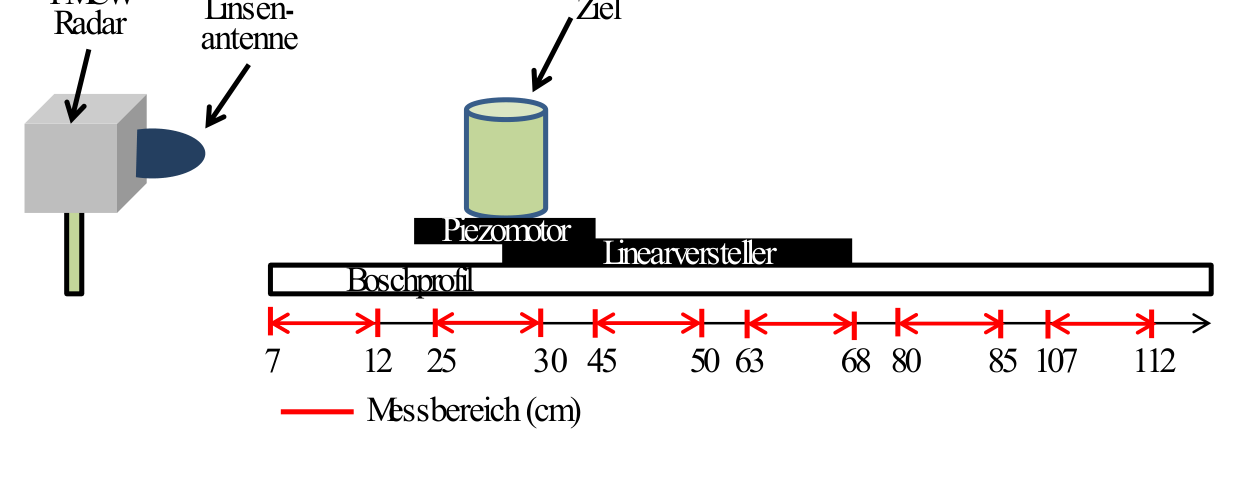 Radar
Linsen-
antenne
Ziel
Piezomotor
Linearversteller
Boschprofil
7 12 25 30 45 50 63 68 80 85 107 112
Messbereich (cm)